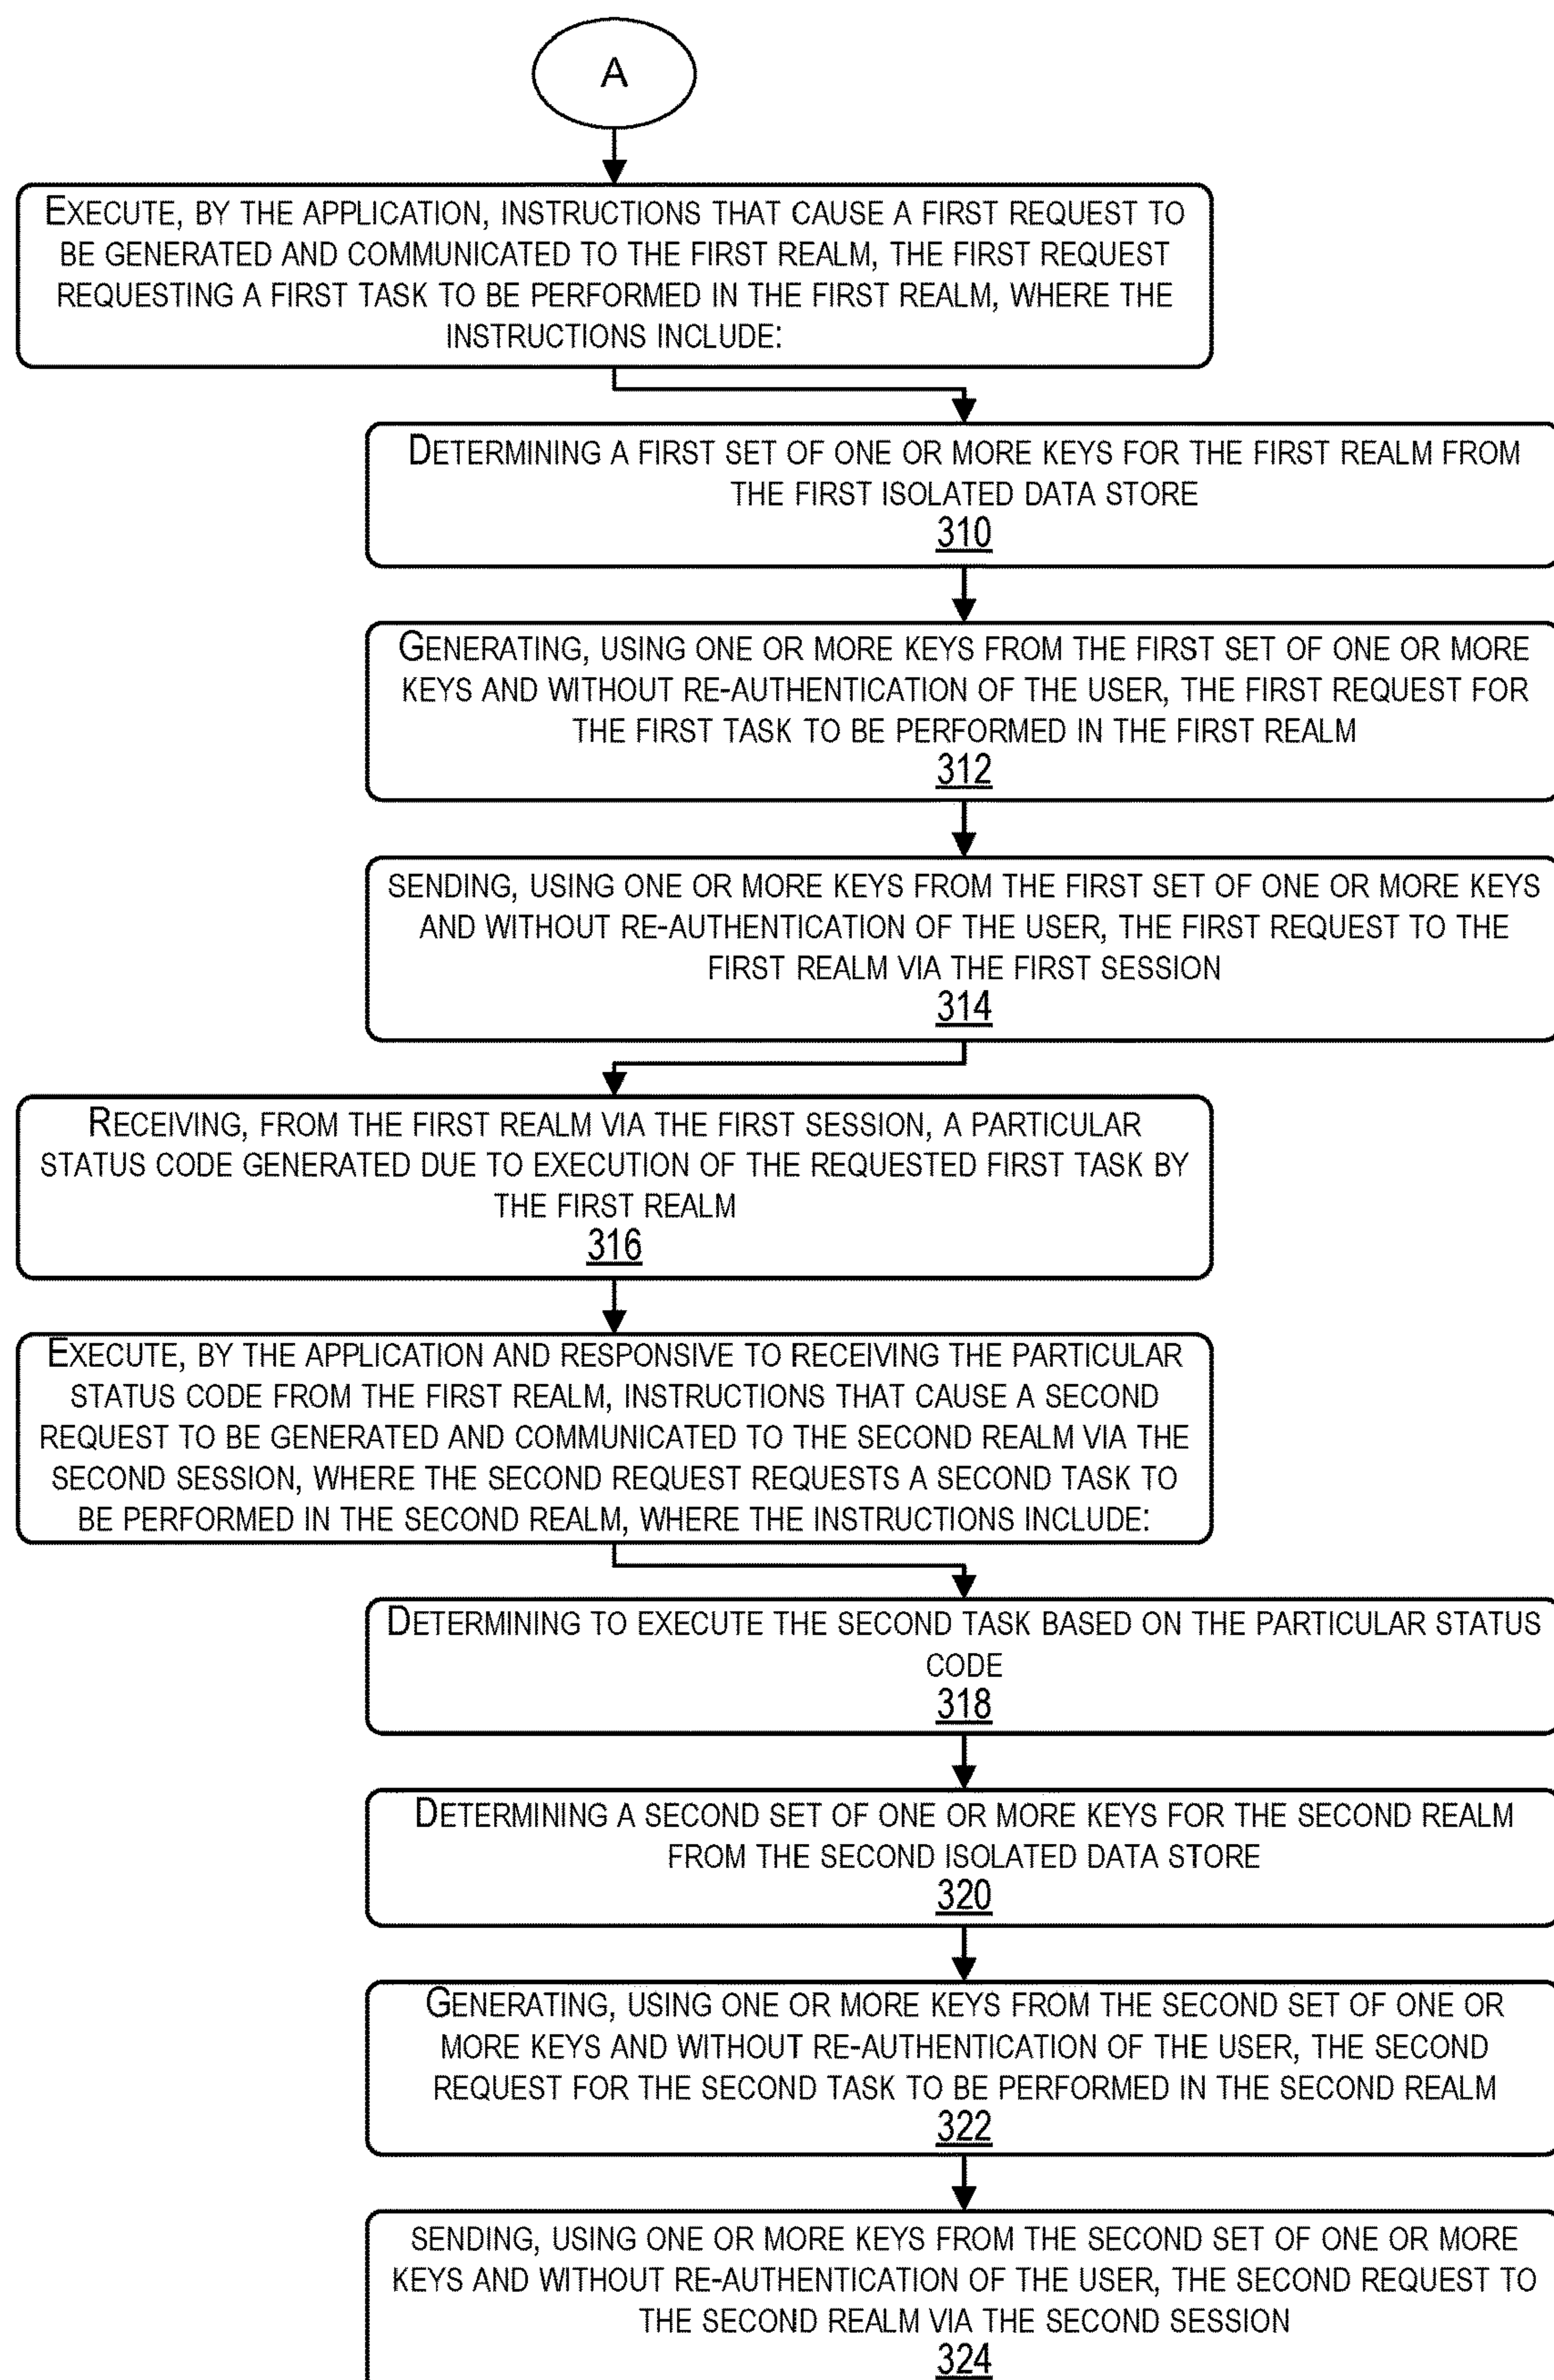 A
EXECUTE, BY THE APPLICATION, INSTRUCTIONS THAT CAUSE A FIRST REQUEST TO
BE GENERATED AND COMMUNICATED TO THE FIRST REALM, THE FIRST REQUEST
REQUESTING A FIRST TASK TO BE PERFORMED IN THE FIRST REALM, WHERE THE
INSTRUCTIONS INCLUDE:
DETERMINING A FIRST SET OF ONE OR MORE KEYS FOR THE FIRST REALM FROM
THE FIRST ISOLATED DATA STORE
310
GENERATING, USING ONE OR MORE KEYS FROM THE FIRST SET OF ONE OR MORE
KEYS AND WITHOUT RE-AUTHENTICATION OF THE USER, THE FIRST REQUEST FOR
THE FIRST TASK TO BE PERFORMED IN THE FIRST REALM
312
SENDING, USING ONE OR MORE KEYS FROM THE FIRST SET OF ONE OR MORE KEYS
AND WITHOUT RE-AUTHENTICATION OF THE USER, THE FIRST REQUEST TO THE
FIRST REALM VIA THE FIRST SESSION
314
RECEIVING, FROM THE FIRST REALM VIA THE FIRST SESSION, A PARTICULAR
STATUS CODE GENERATED DUE TO EXECUTION OF THE REQUESTED FIRST TASK BY
THE FIRST REALM
316
EXECUTE, BY THE APPLICATION AND RESPONSIVE TO RECEIVING THE PARTICULAR
STATUS CODE FROM THE FIRST REALM, INSTRUCTIONS THAT CAUSE A SECOND
REQUEST TO BE GENERATED AND COMMUNICATED TO THE SECOND REALM VIA THE
SECOND SESSION, WHERE THE SECOND REQUEST REQUESTS A SECOND TASK TO
BE PERFORMED IN THE SECOND REALM, WHERE THE INSTRUCTIONS INCLUDE:
DETERMINING TO EXECUTE THE SECOND TASK BASED ON THE PARTICULAR STATUS
CODE
318
DETERMINING A SECOND SET OF ONE OR MORE KEYS FOR THE SECOND REALM
FROM THE SECOND ISOLATED DATA STORE
320
GENERATING, USING ONE OR MORE KEYS FROM THE SECOND SET OF ONE OR
MORE KEYS AND WITHOUT RE-AUTHENTICATION OF THE USER, THE SECOND
REQUEST FOR THE SECOND TASK TO BE PERFORMED IN THE SECOND REALM
322
SENDING, USING ONE OR MORE KEYS FROM THE SECOND SET OF ONE OR MORE
KEYS AND WITHOUT RE-AUTHENTICATION OF THE USER, THE SECOND REQUEST TO
THE SECOND REALM VIA THE SECOND SESSION
324